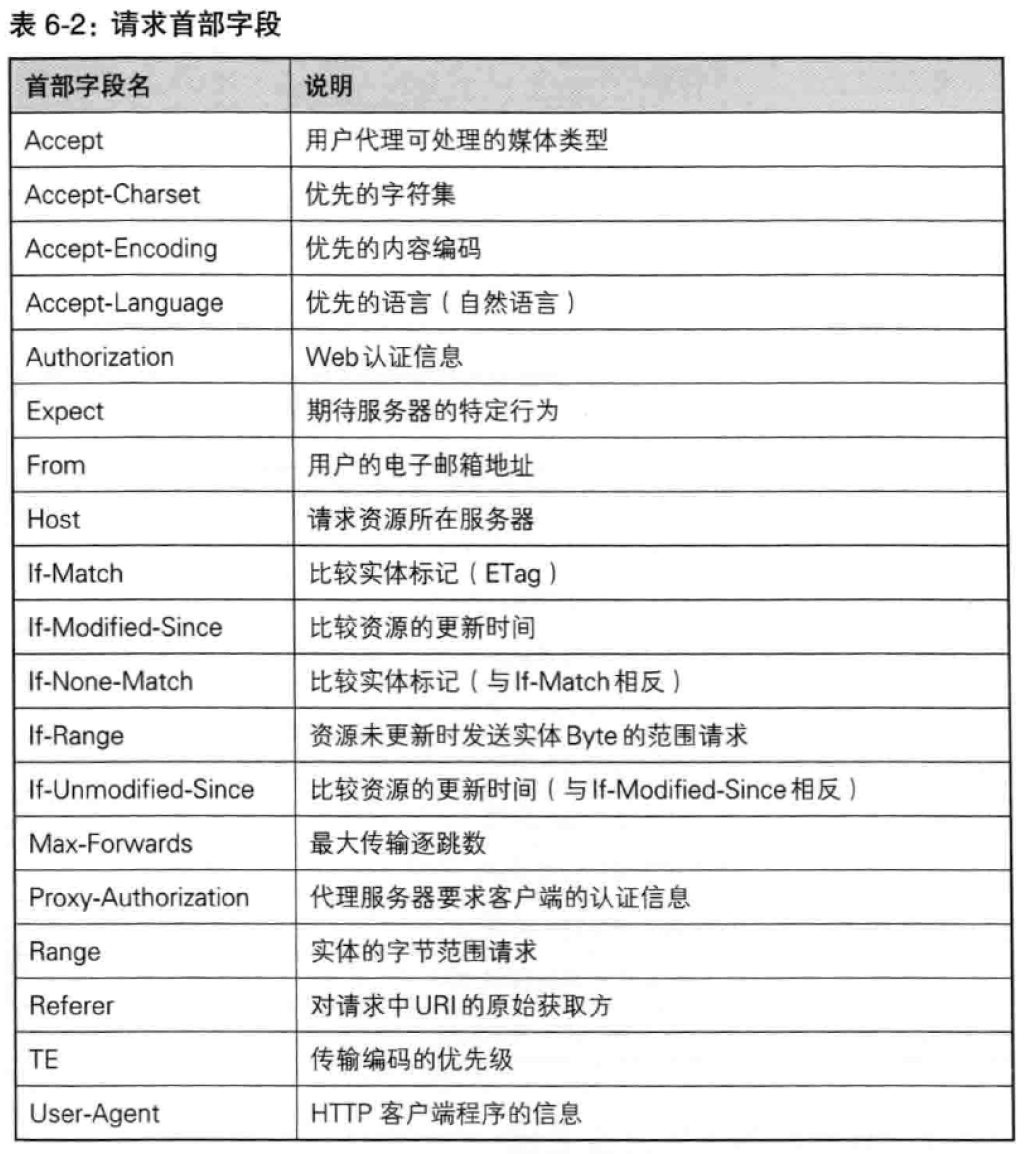 表 6-2：请求首部字段
首部字段名 说明
Accept 用户代理可处理的媒体类型
Accept-Charset 优先的字符集
Accept-Encoding 优先的内容编码
Accept-Language 优先的语言（自然语言）
Authorization Web认证信息
Expect 期待服务器的特定行为
From 用户的电子邮箱地址
Host 请求资源所在服务器
If-Match 比较实体标记（ETag）
If-Modified-Since 比较资源的更新时间
If-None-Match 比较实体标记（与If-Match相反）
If-Range 资源未更新时发送实体Byte的范围请求
If-Unmodified-Since 比较资源的更新时间（与If-Modified-Since相反）
Max-Forwards 最大传输逐跳数
Proxy-Authorization 代理服务器要求客户端的认证信息
Range 实体的字节范围请求
Referer 对请求中URI的原始获取方
TE 传输编码的优先级
User-Agent HTTP 客户端程序的信息